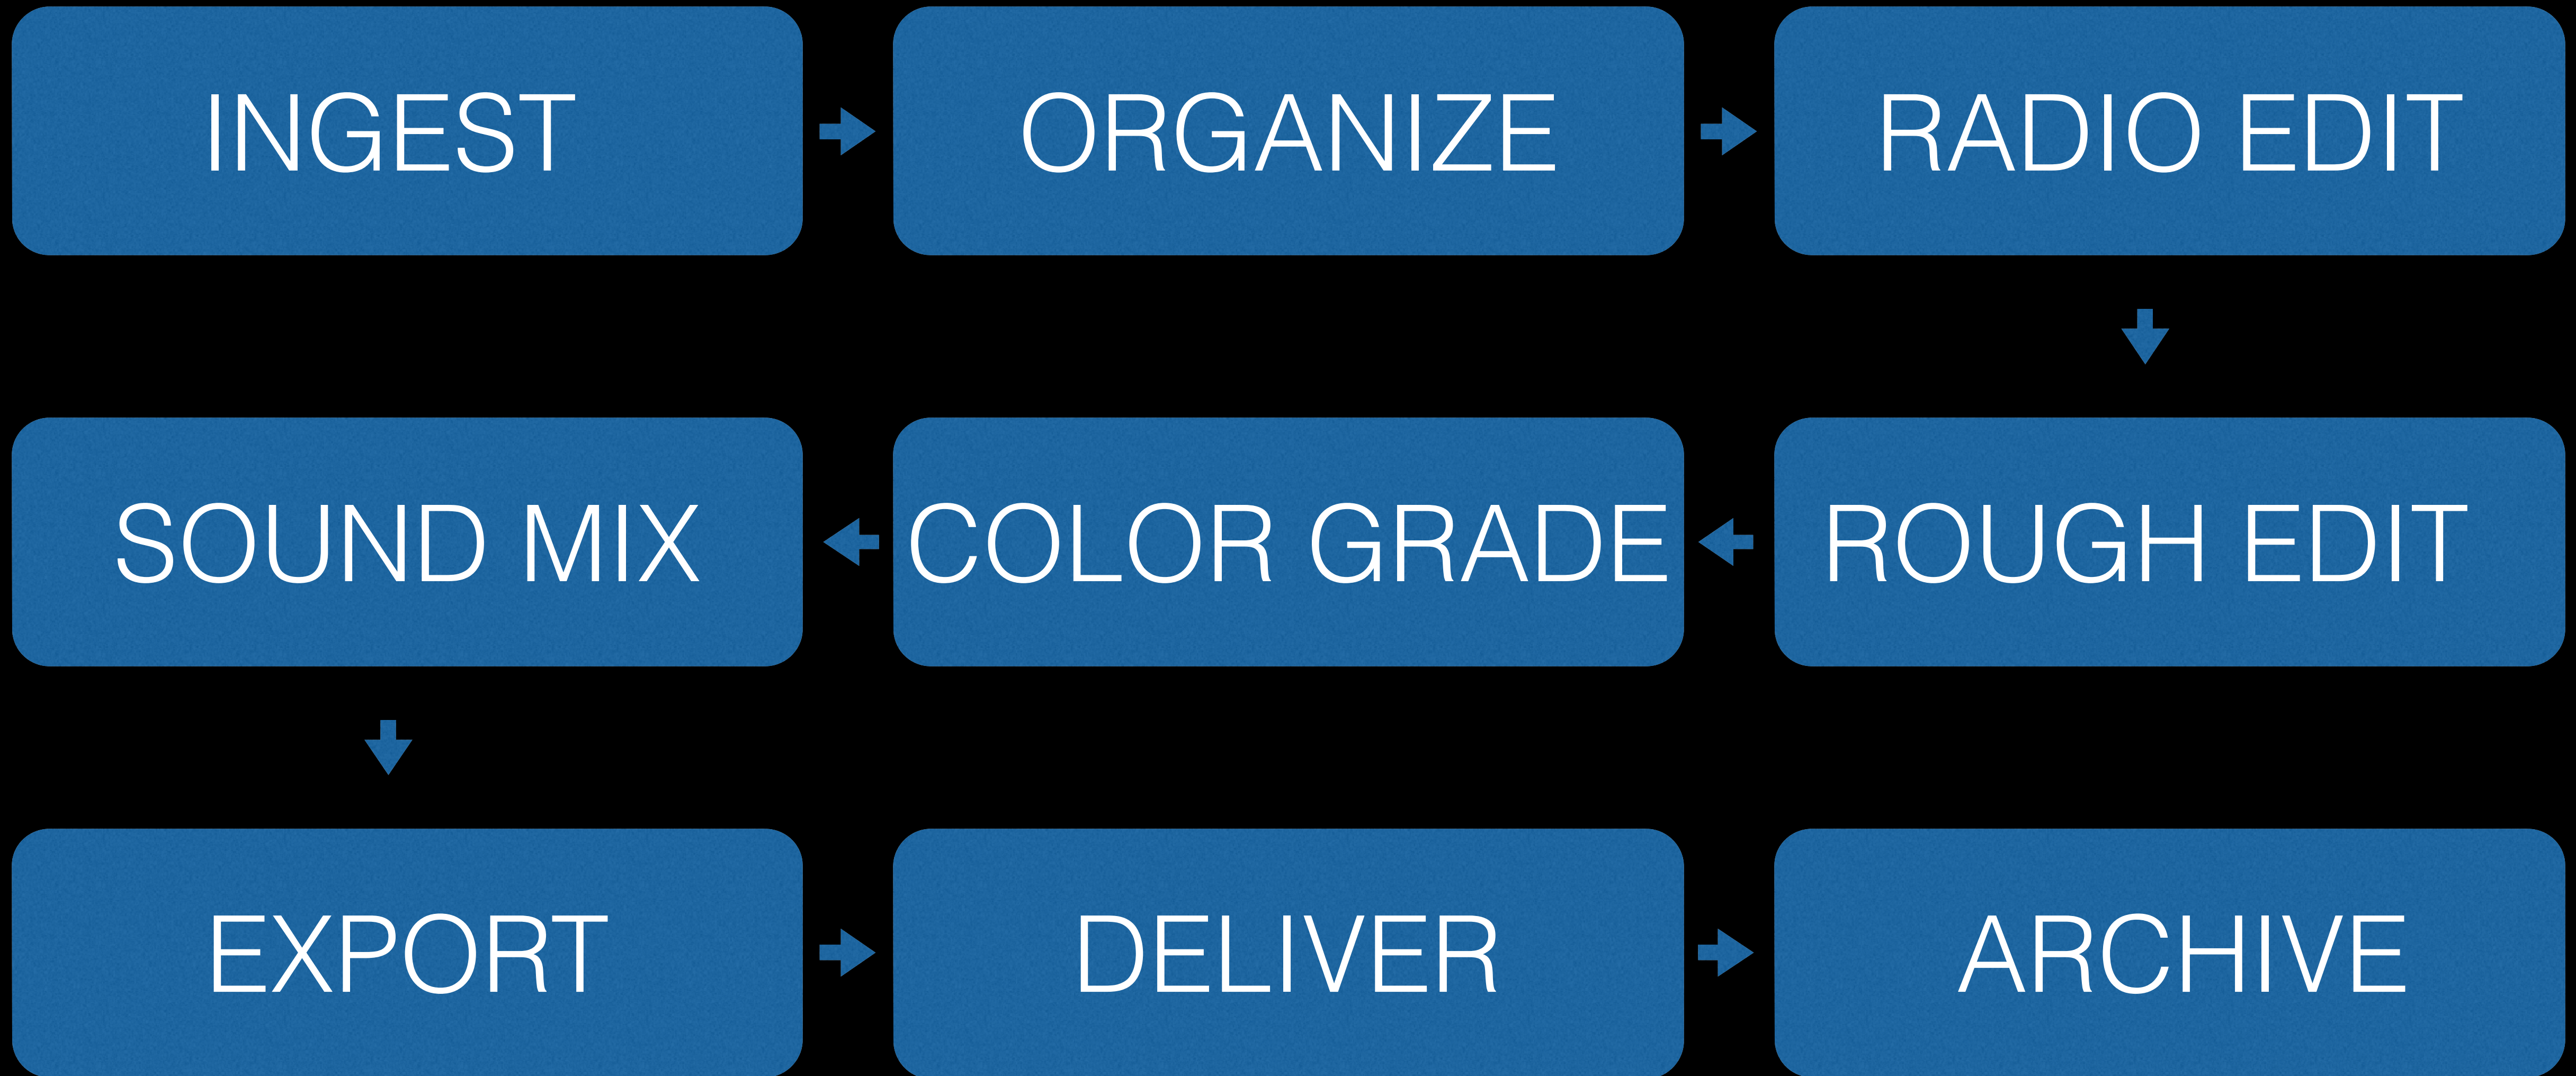 INGEST
ORGANIZE
RADIO EDIT
SOUND MIX
COLOR GRADE
ROUGH EDIT
EXPORT
DELIVER
ARCHIVE